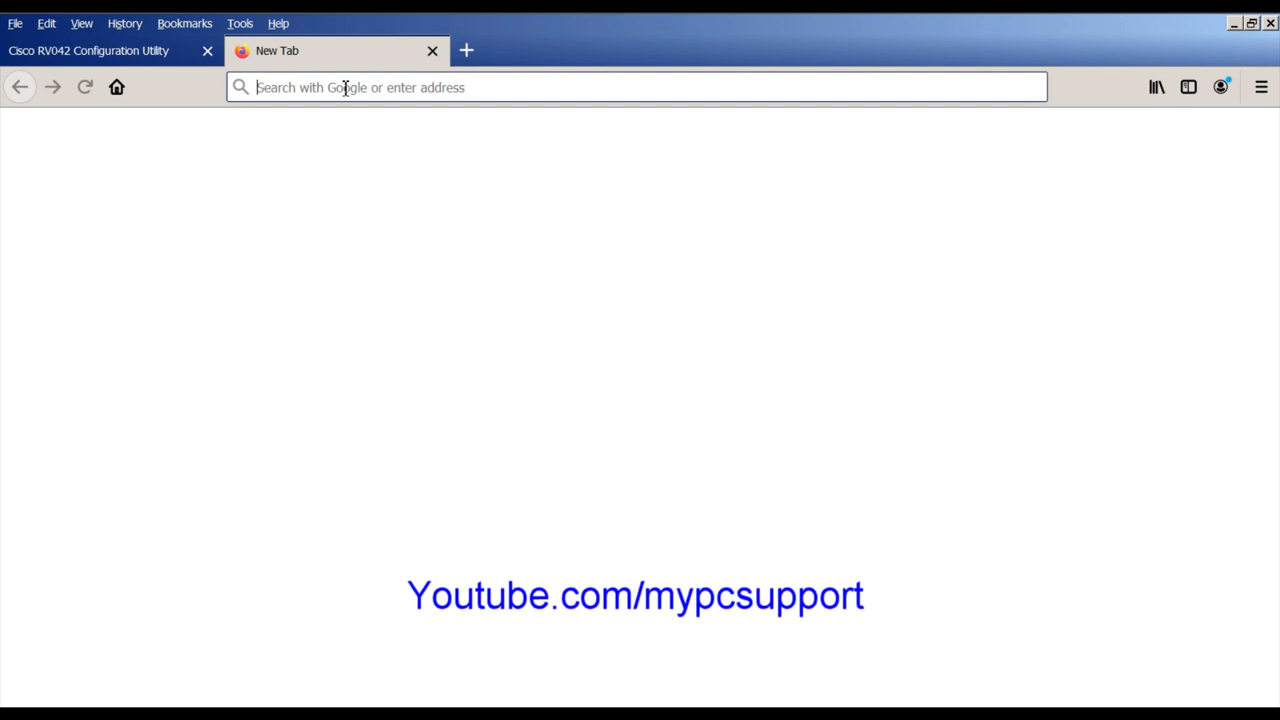 File Edit View History Bookmarks Tools Help
Cisco RV042 Configuration Utility New Tab
Search with Google or enter address
Youtube.com/mypcsupport